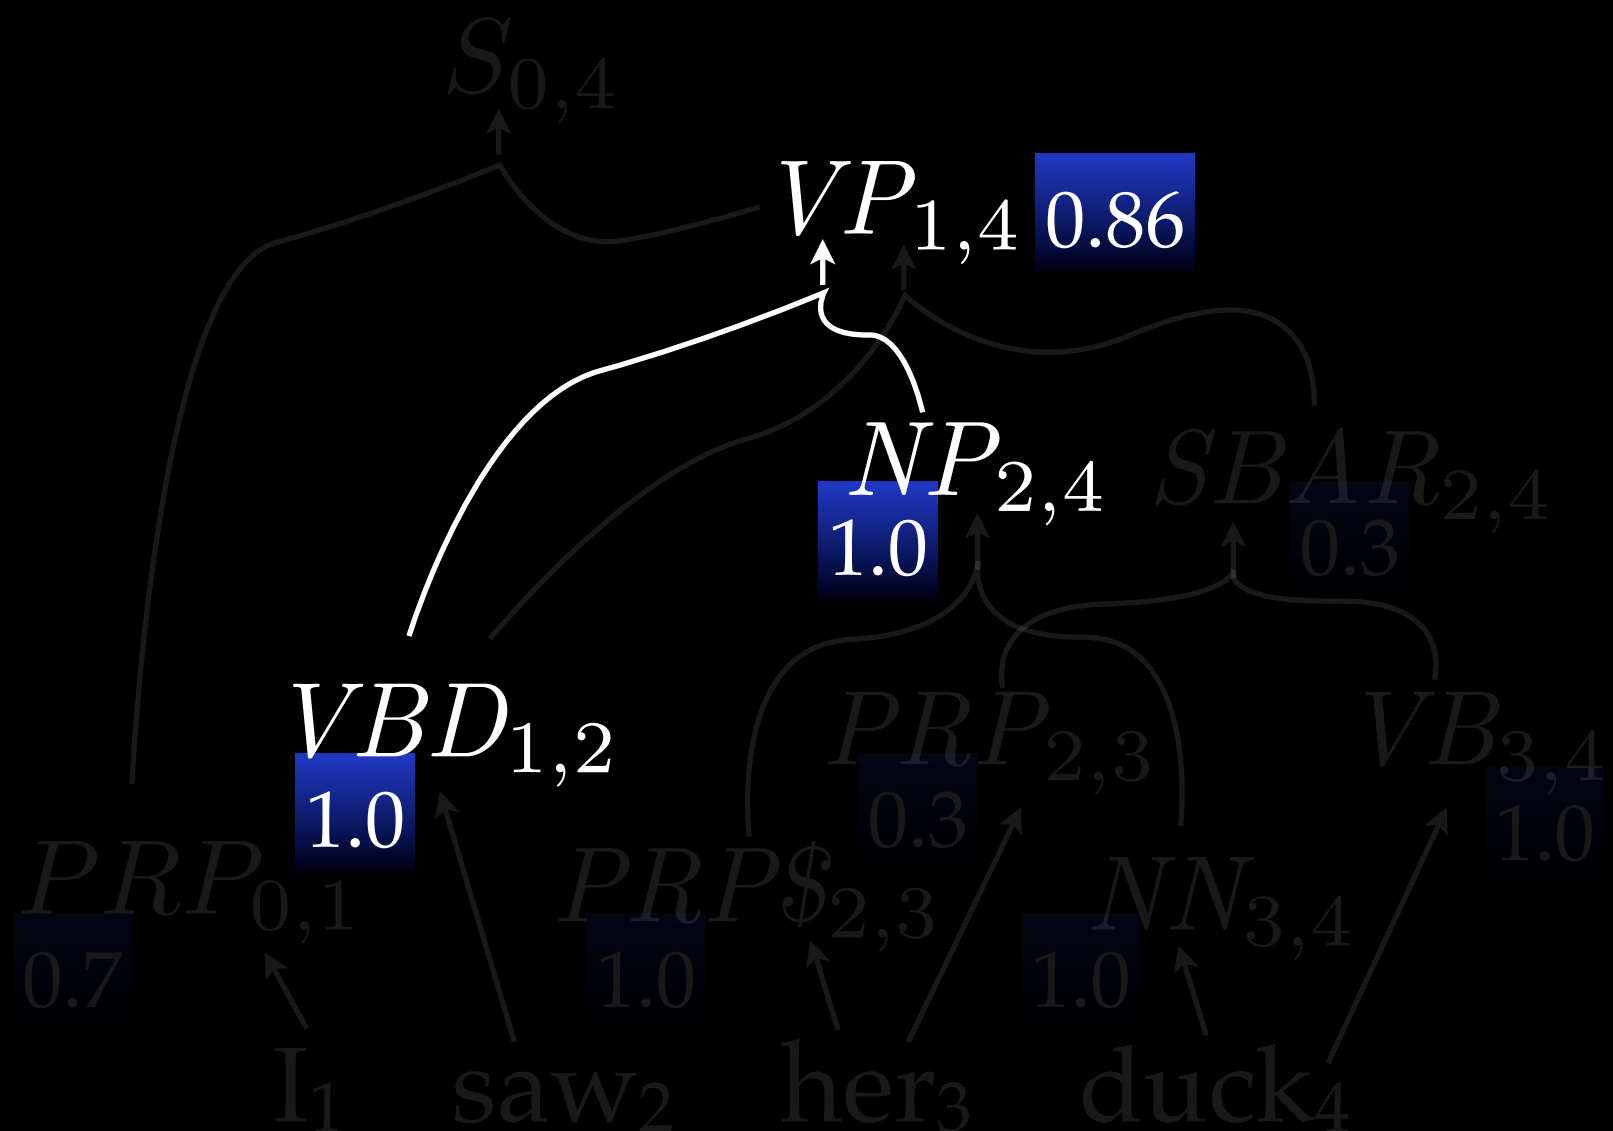 S0,4
VP1,4 0.86
NP2,4 SBAR2,4
1.0 0.3
VBD1,2 PRP2,3 VB3,4
1.0 0.3 1.0
PRP0,1 PRP$2,3 NN3,4
0.7 1.0 1.0
I1 saw2 her3 duck4